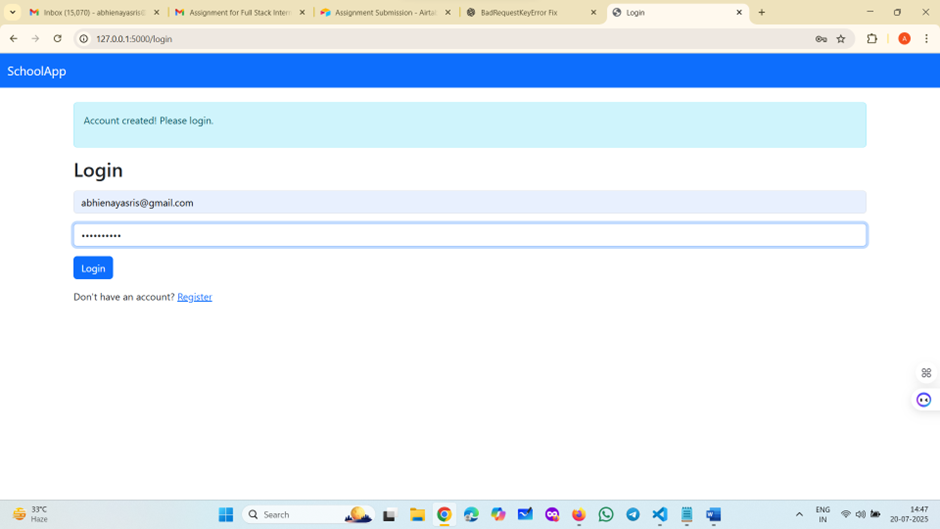 Inbox (15,070) - abhienayasris@
Assignment for Full Stack Intern
Assignment Submission - Airta
BadRequestKeyError Fix
Login
127.0.0.1:5000/login
A
SchoolApp
Account created! Please login.
Login
abhienayasris@gmail.com
••••••••••
Login
Don't have an account? Register
33°C
Haze
Search
ENG
IN
14:47
20-07-2025